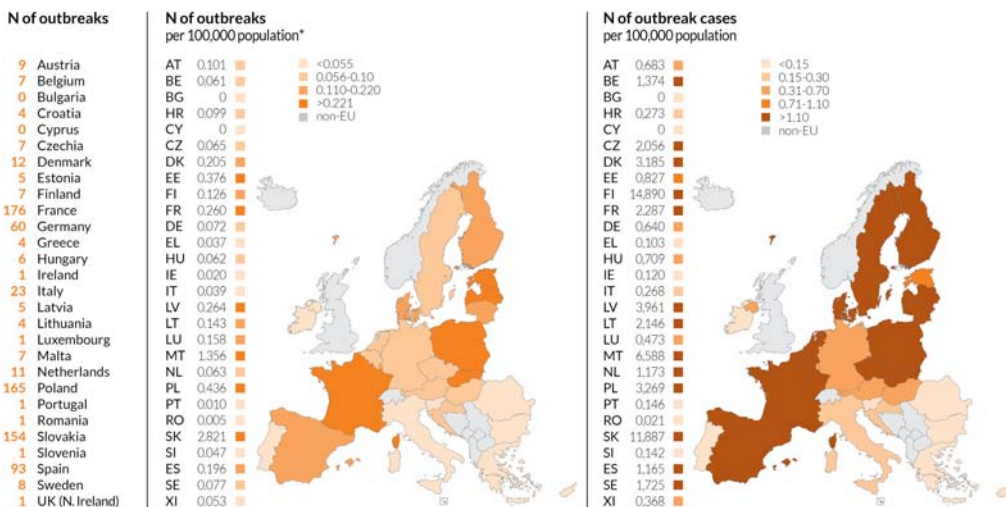 N of outbreaks
9 Austria
7 Belgium
0 Bulgaria
4 Croatia
0 Cyprus
7 Czechia
12 Denmark
5 Estonia
7 Finland
176 France
60 Germany
4 Greece
6 Hungary
1 Ireland
23 Italy
5 Latvia
4 Lithuania
1 Luxembourg
7 Malta
11 Netherlands
165 Poland
1 Portugal
1 Romania
154 Slovakia
1 Slovenia
93 Spain
8 Sweden
1 UK (N. Ireland)
N of outbreaks
per 100,000 population*
AT 0.101
BE 0.061
BG 0
HR 0.099
CY 0
CZ 0.065
DK 0.205
EE 0.376
FI 0.126
FR 0.260
DE 0.072
EL 0.037
HU 0.062
IE 0.020
IT 0.039
LV 0.264
LT 0.143
LU 0.158
MT 1.356
NL 0.063
PL 0.436
PT 0.010
RO 0.005
SK 2.821
SI 0.047
ES 0.196
SE 0.077
XI 0.053
<0.055
0.056-0.10
0.110-0.220
>0.221
non-EU
N of outbreak cases
per 100,000 population
AT 0,683
BE 1,374
BG 0
HR 0.273
CY 0
CZ 2,056
DK 3,185
EE 0,827
FI 14,890
FR 2,287
DE 0,640
EL 0,103
HU 0,709
IE 0,120
IT 0,268
LV 3,961
LT 2,146
LU 0,473
MT 6,588
NL 1,173
PL 3,269
PT 0,146
RO 0,021
SK 11,887
SI 0,142
ES 1,165
SE 1,725
XI 0,368
<0.15
0.15-0.30
0.31-0.70
0.71-1.10
>1.10
non-EU